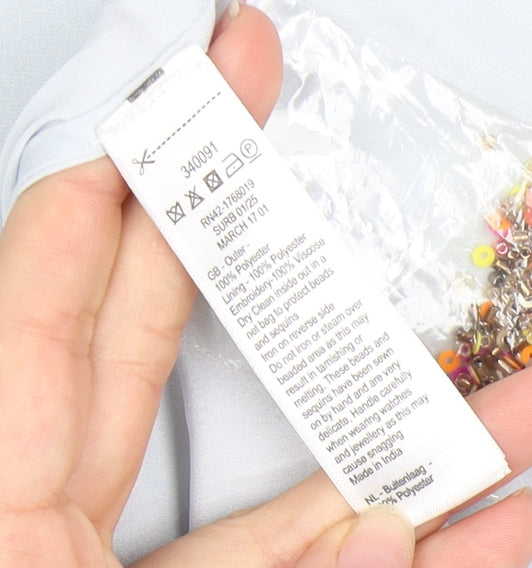 340091
P
RN42-1768019
SURB 01/25
MARCH 17 01
GB - Outer -
100% Polyester
Lining - 100% Polyester
Embroidery-100% Viscose
Dry Clean inside out in a
net bag to protect beads
and sequins
Iron on reverse side
Do not iron or steam over
beaded area as this may
result in tarnishing or
melting. These beads and
sequins have been sewn
on by hand and are very
delicate. Handle carefully
when wearing watches
and jewellery as this may
cause snagging
Made in India
NL - Buitenlaag -
Polyester